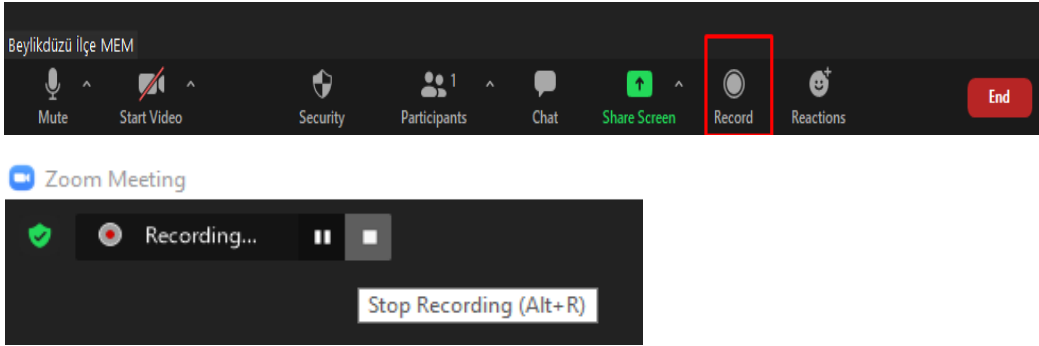 Beylikdüzü İlçe MEM
1
Mute Start Video Security Participants Chat Share Screen Record Reactions End
Zoom Meeting
Recording...
Stop Recording (Alt+R)